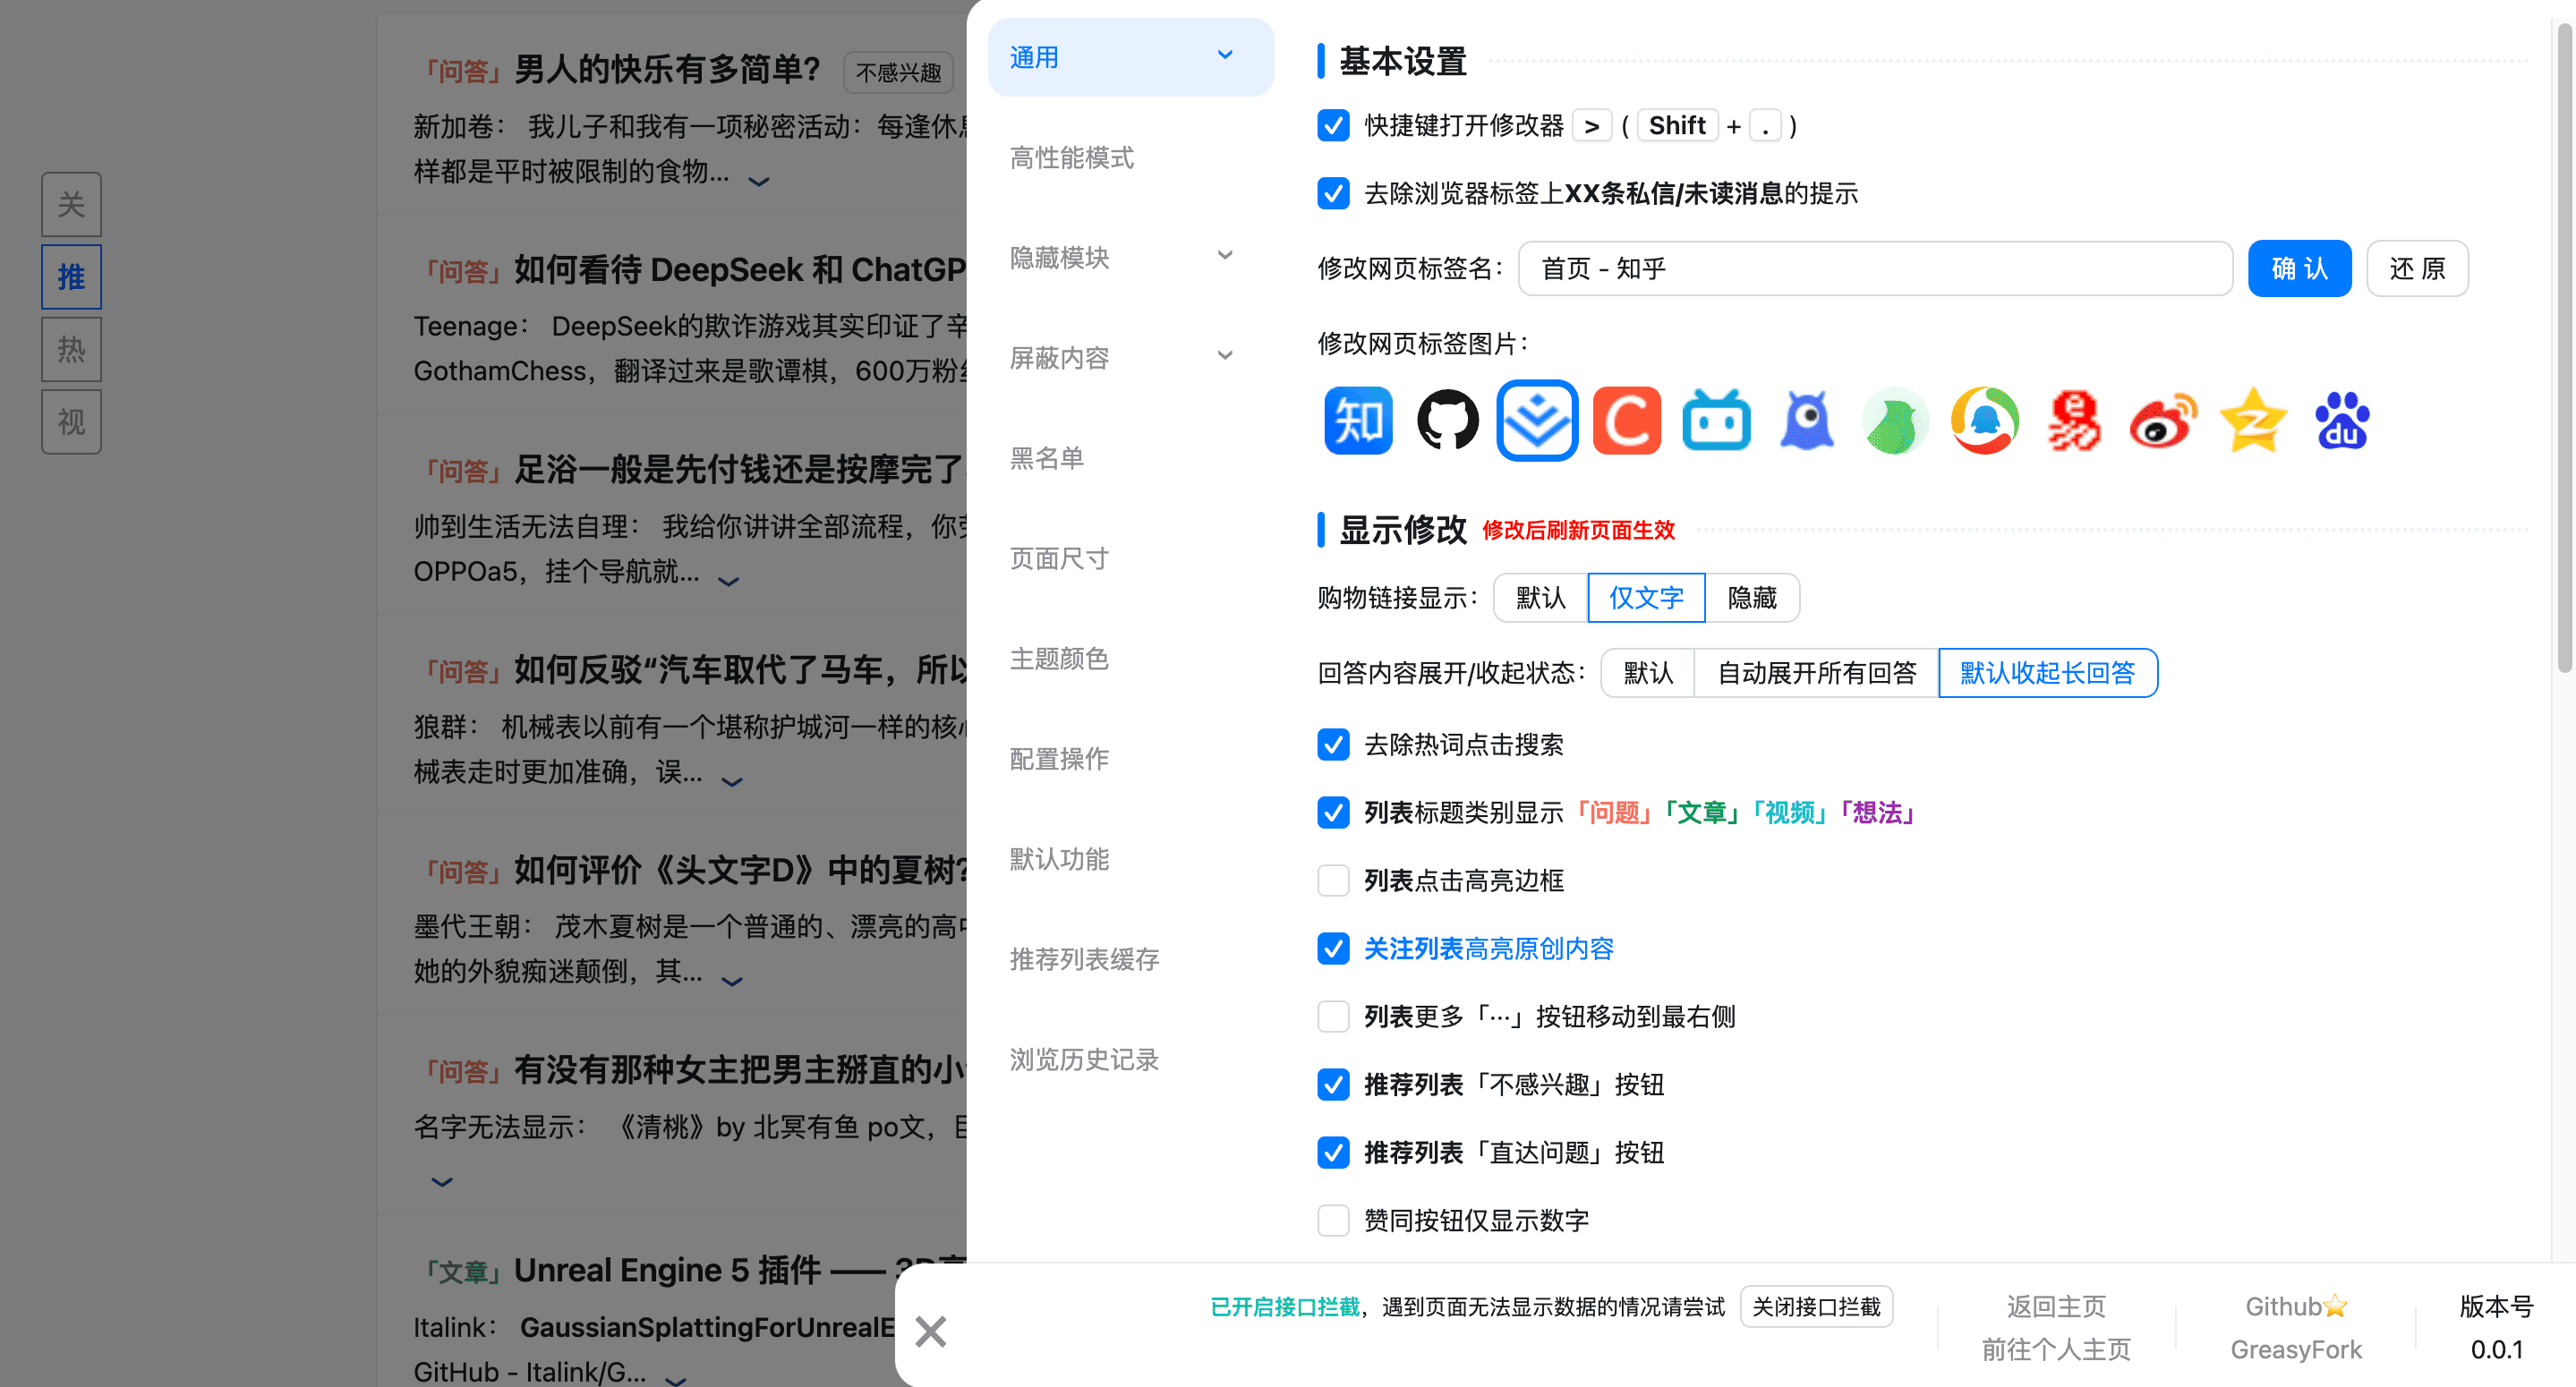 关
推
热
视
「问答」男人的快乐有多简单？ 不感兴趣
新加卷： 我儿子和我有一项秘密活动：每逢休息
样都是平时被限制的食物...
「问答」如何看待 DeepSeek 和 ChatGP
Teenage： DeepSeek的欺诈游戏其实印证了辛
GothamChess，翻译过来是歌谭棋，600万粉丝
「问答」足浴一般是先付钱还是按摩完了
帅到生活无法自理： 我给你讲讲全部流程，你
OPPOa5，挂个导航就...
「问答」如何反驳“汽车取代了马车，所以
狼群： 机械表以前有一个堪称护城河一样的核心
械表走时更加准确，误...
「问答」如何评价《头文字D》中的夏树？
墨代王朝： 茂木夏树是一个普通的、漂亮的高中
她的外貌痴迷颠倒，其...
「问答」有没有那种女主把男主掰直的小
名字无法显示： 《清桃》by 北冥有鱼 po文，
「文章」Unreal Engine 5 插件 —— 3D高
Italink： GaussianSplattingForUnrealE
GitHub - Italink/G...
通用
高性能模式
隐藏模块
屏蔽内容
黑名单
页面尺寸
主题颜色
配置操作
默认功能
推荐列表缓存
浏览历史记录
基本设置
快捷键打开修改器 > ( Shift + . )
去除浏览器标签上XX条私信/未读消息的提示
修改网页标签名： 首页 - 知乎 确 认 还 原
修改网页标签图片：
知 C e du
显示修改 修改后刷新页面生效
购物链接显示： 默认 仅文字 隐藏
回答内容展开/收起状态： 默认 自动展开所有回答 默认收起长回答
去除热词点击搜索
列表标题类别显示「问题」「文章」「视频」「想法」
列表点击高亮边框
关注列表高亮原创内容
列表更多「···」按钮移动到最右侧
推荐列表「不感兴趣」按钮
推荐列表「直达问题」按钮
赞同按钮仅显示数字
已开启接口拦截，遇到页面无法显示数据的情况请尝试 关闭接口拦截
返回主页
前往个人主页
Github⭐
GreasyFork
版本号
0.0.1